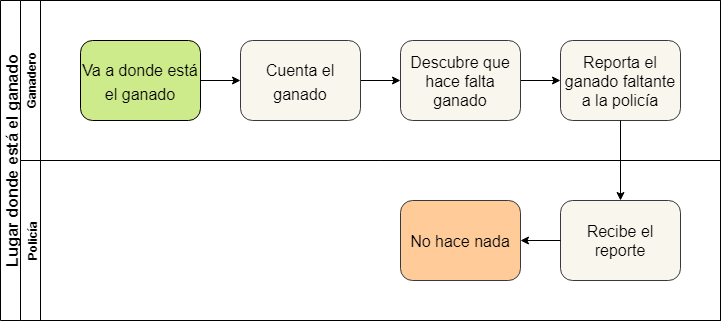 Lugar donde está el ganado
Ganadero
Va a donde está
el ganado
Cuenta el
ganado
Descubre que
hace falta
ganado
Reporta el
ganado faltante
a la policía
Policía
No hace nada
Recibe el
reporte